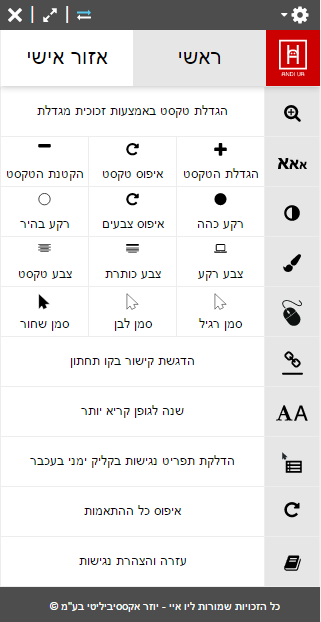 ראשי
אזור אישי
הגדלת טקסט באמצעות זכוכית מגדלת
הגדלת הטקסט
איפוס טקסט
הקטנת הטקסט
AAA
רקע כהה
איפוס צבעים
רקע בהיר
צבע רקע
צבע כותרת
צבע טקסט
סמן רגיל
סמן לבן
סמן שחור
הדגשת קישור בקו תחתון
שנה לגופן קריא יותר
AA
הדלקת תפריט נגישות בקליק ימני בעכבר
איפוס כל ההתאמות
עזרה והצהרת נגישות
כל הזכויות שמורות ליו איי - יוזר אקססיביליטי בע"מ ©